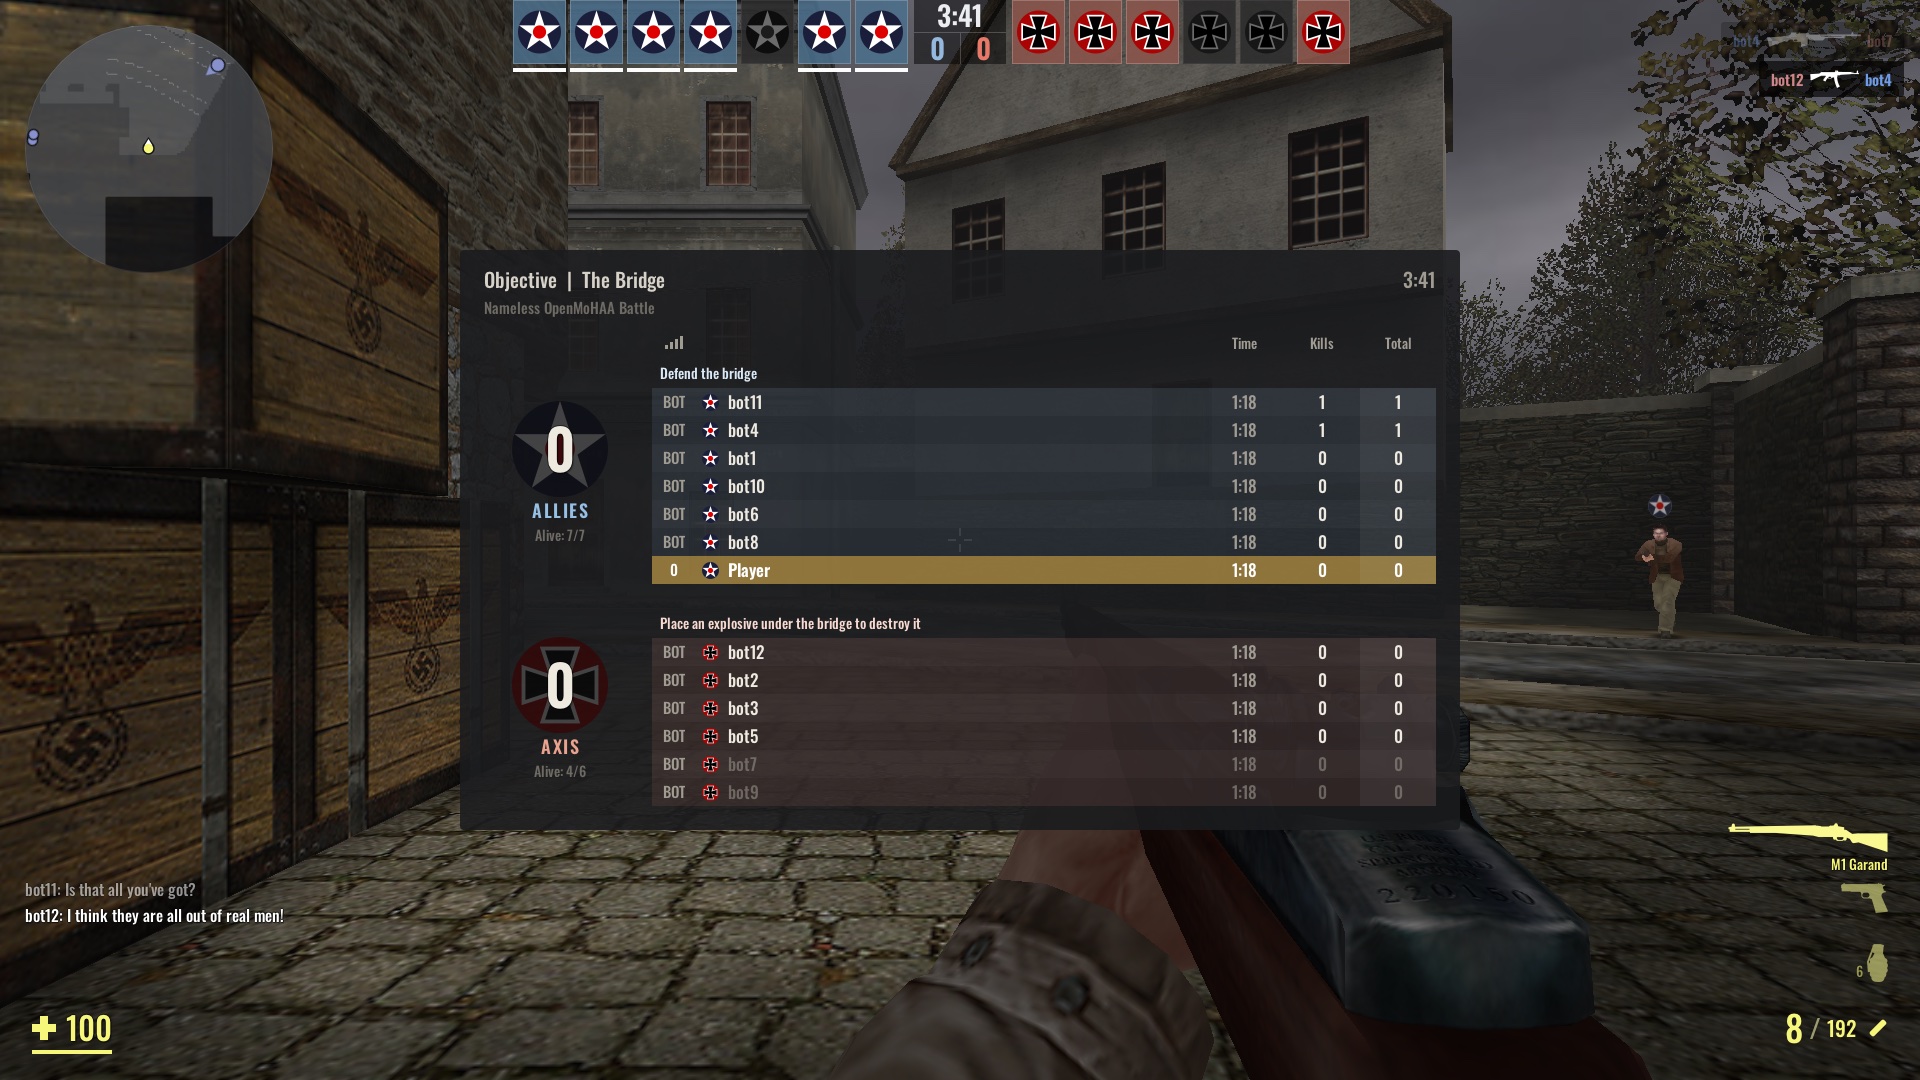 3:41
0 0
bot4 bot7
bot12 bot4
Objective | The Bridge 3:41
Nameless OpenMoHAA Battle
Time Kills Total
Defend the bridge
BOT bot11 1:18 1 1
BOT bot4 1:18 1 1
BOT bot1 1:18 0 0
BOT bot10 1:18 0 0
BOT bot6 1:18 0 0
BOT bot8 1:18 0 0
0 Player 1:18 0 0
0
ALLIES
Alive: 7/7
Place an explosive under the bridge to destroy it
BOT bot12 1:18 0 0
BOT bot2 1:18 0 0
BOT bot3 1:18 0 0
BOT bot5 1:18 0 0
BOT bot7 1:18 0 0
BOT bot9 1:18 0 0
0
AXIS
Alive: 4/6
M1 Garand
6
bot11: Is that all you've got?
bot12: I think they are all out of real men!
100
8 / 192